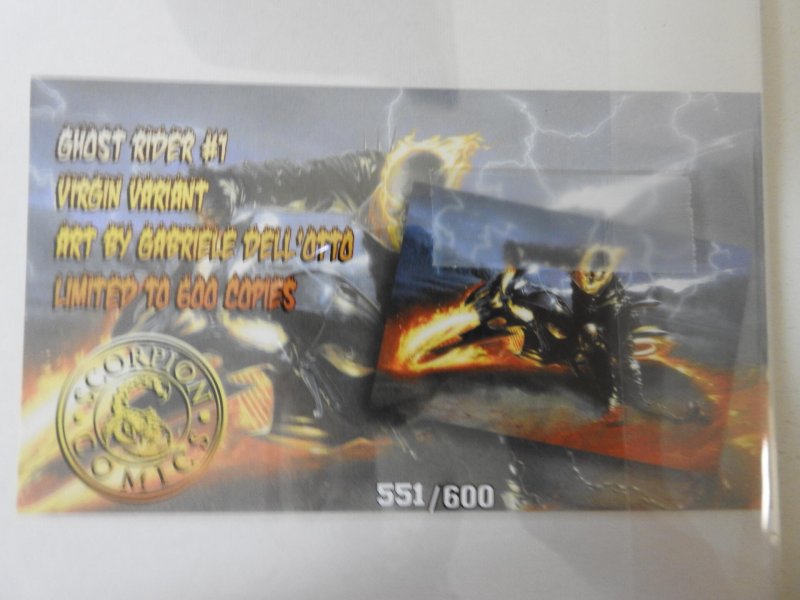 GHOST RIDER #1
VIRGIN VARIANT
ART BY GABRIELE DELL'OTTO
LIMITED TO 600 COPIES
SCORPION
COMICS
551/600